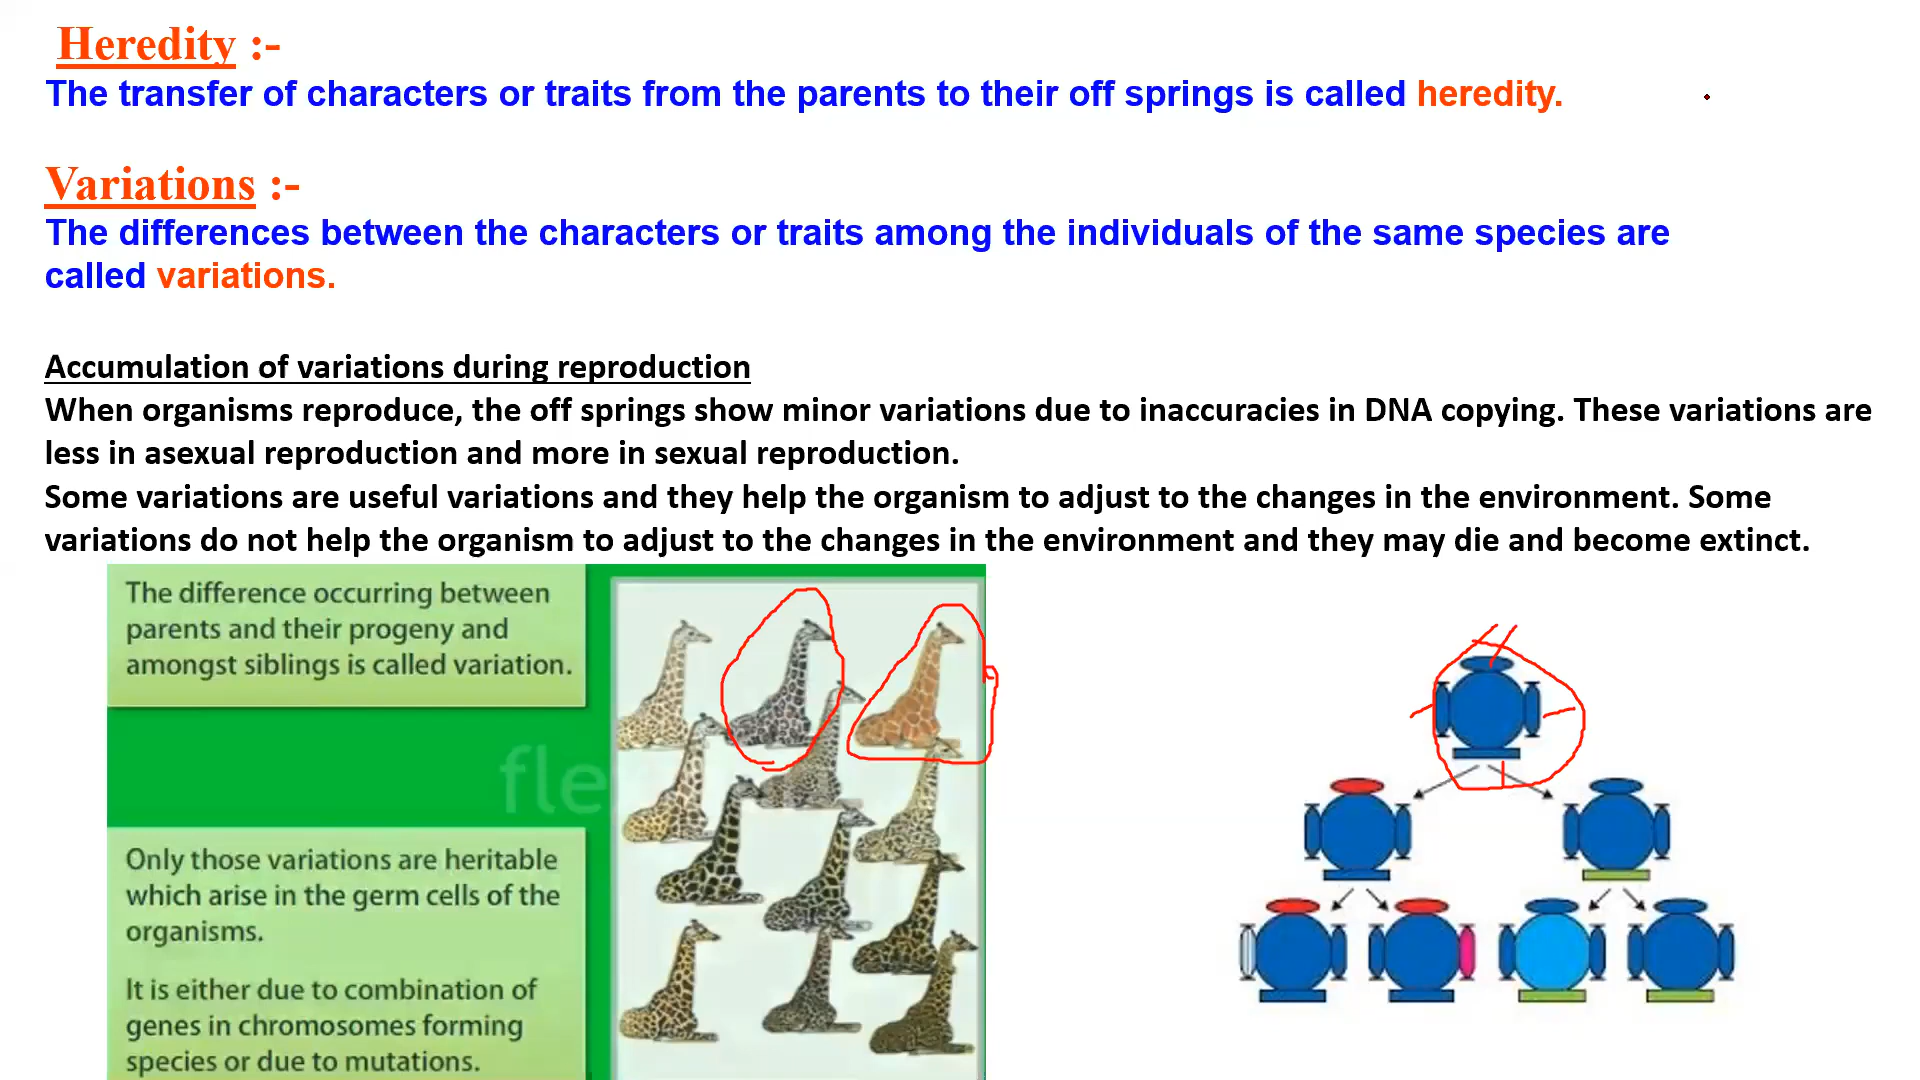 Heredity :-
The transfer of characters or traits from the parents to their off springs is called heredity.
Variations :-
The differences between the characters or traits among the individuals of the same species are
called variations.
Accumulation of variations during reproduction
When organisms reproduce, the off springs show minor variations due to inaccuracies in DNA copying. These variations are
less in asexual reproduction and more in sexual reproduction.
Some variations are useful variations and they help the organism to adjust to the changes in the environment. Some
variations do not help the organism to adjust to the changes in the environment and they may die and become extinct.
The difference occurring between
parents and their progeny and
amongst siblings is called variation.
Only those variations are heritable
which arise in the germ cells of the
organisms.
It is either due to combination of
genes in chromosomes forming
species or due to mutations.